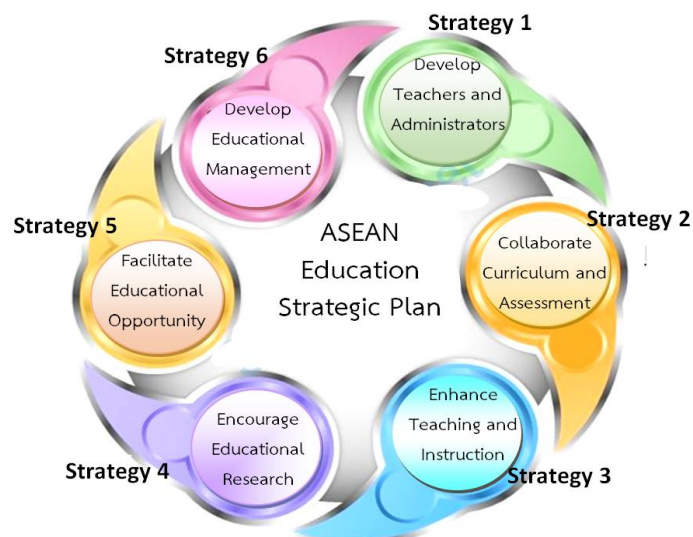 Strategy 1
Develop
Teachers and
Administrators
Strategy 2
Collaborate
Curriculum and
Assessment
Strategy 3
Enhance
Teaching and
Instruction
Strategy 4
Encourage
Educational
Research
Strategy 5
Facilitate
Educational
Opportunity
Strategy 6
Develop
Educational
Management
ASEAN
Education
Strategic Plan